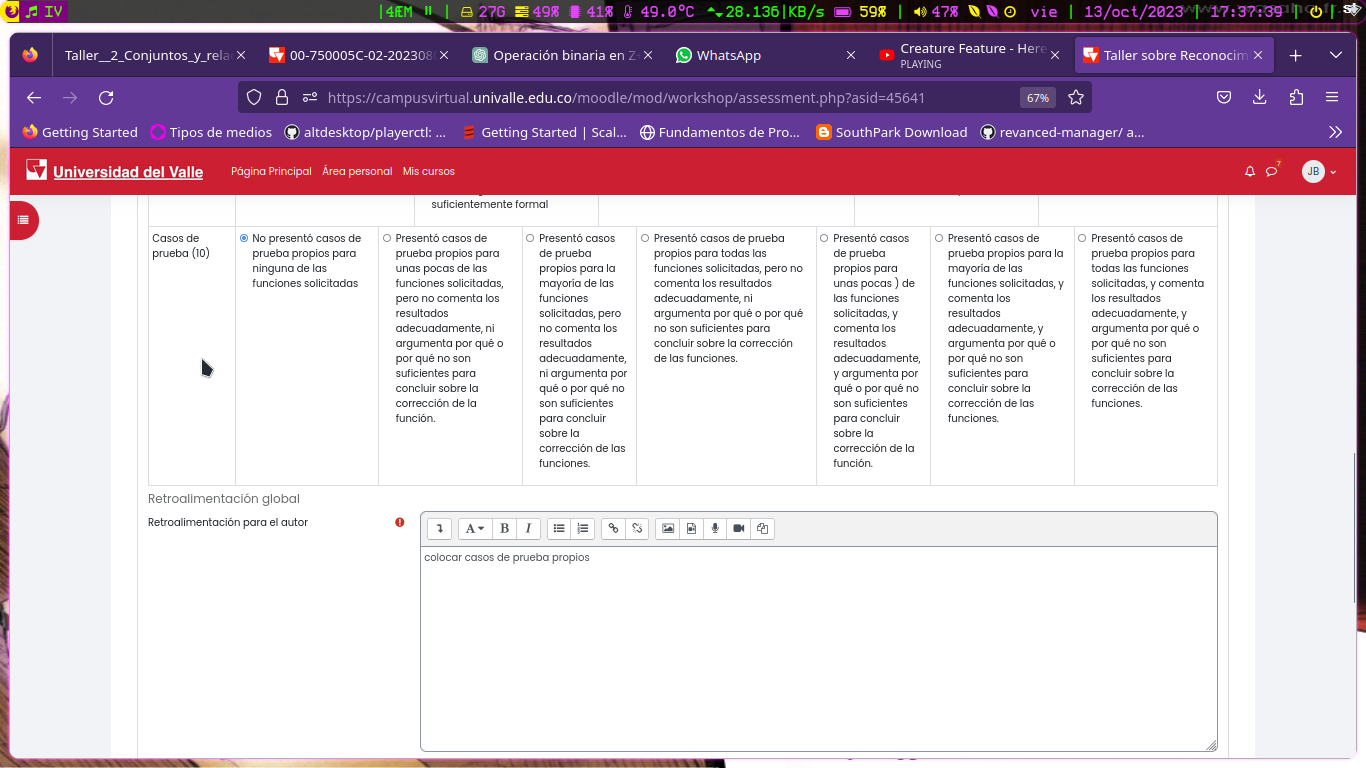 IV |4EM 27G 49% 41% 49.0°C 28.136|KB/s 59% 47% vie | 13/oct/2023 | 17:37:39
Taller__2_Conjuntos_y_rela
00-750005C-02-202308
Operación binaria en Z
WhatsApp
Creature Feature - Here
PLAYING
Taller sobre Reconocim
https://campusvirtual.univalle.edu.co/moodle/mod/workshop/assessment.php?asid=45641
67%
Getting Started
Tipos de medios
altdesktop/playerctl: ...
Getting Started | Scal...
Fundamentos de Pro...
SouthPark Download
revanced-manager/ a...
Universidad del Valle
Página Principal
Área personal
Mis cursos
7
JB
suficientemente formal
Casos de
prueba (10)
No presentó casos de
prueba propios para
ninguna de las
funciones solicitadas
Presentó casos de
prueba propios para
unas pocas de las
funciones solicitadas,
pero no comenta los
resultados
adecuadamente, ni
argumenta por qué o
por qué no son
suficientes para
concluir sobre la
corrección de la
función.
Presentó casos
de prueba
propios para la
mayoría de las
funciones
solicitadas, pero
no comenta los
resultados
adecuadamente,
ni argumenta por
qué o por qué no
son suficientes
para concluir
sobre la
corrección de las
funciones.
Presentó casos de prueba
propios para todas las
funciones solicitadas, pero no
comenta los resultados
adecuadamente, ni
argumenta por qué o por qué
no son suficientes para
concluir sobre la corrección
de las funciones.
Presentó casos
de prueba
propios para
unas pocas ) de
las funciones
solicitadas, y
comenta los
resultados
adecuadamente,
y argumenta por
qué o por qué no
son suficientes
para concluir
sobre la
corrección de la
función.
Presentó casos de
prueba propios para la
mayoría de las
funciones solicitadas, y
comenta los
resultados
adecuadamente, y
argumenta por qué o
por qué no son
suficientes para
concluir sobre la
corrección de las
funciones.
Presentó casos de
prueba propios para
todas las funciones
solicitadas, y comenta
los resultados
adecuadamente, y
argumenta por qué o
por qué no son
suficientes para
concluir sobre la
corrección de las
funciones.
Retroalimentación global
Retroalimentación para el autor
A B I
colocar casos de prueba propios